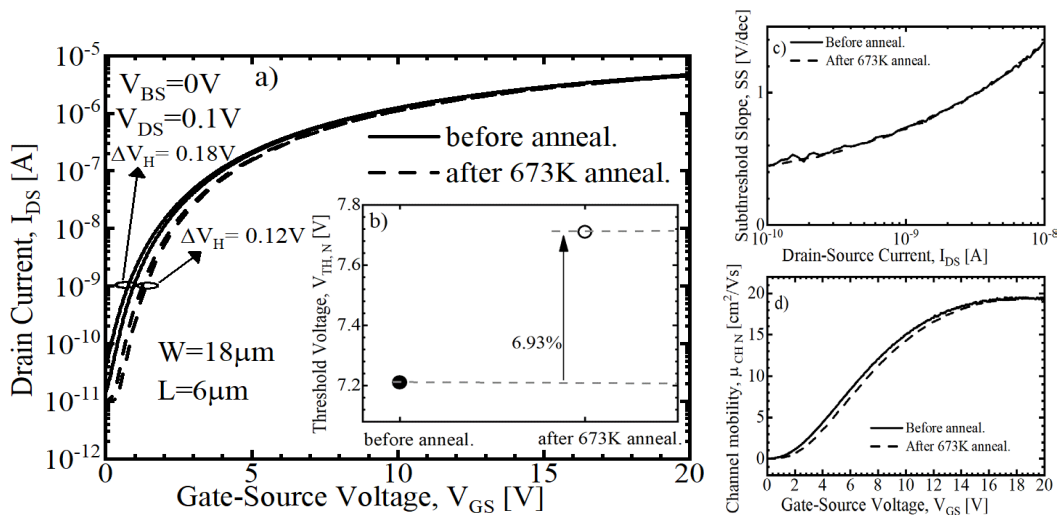 a)
V_BS=0V
V_DS=0.1V
ΔV_H= 0.18V
before anneal.
after 673K anneal.
ΔV_H= 0.12V
W=18μm
L=6μm
10^-5
10^-6
10^-7
10^-8
10^-9
10^-10
10^-11
10^-12
Drain Current, I_DS [A]
0 5 10 15 20
Gate-Source Voltage, V_GS [V]
b)
7.8
7.6
7.4
7.2
Threshold Voltage, V_TH,N [V]
6.93%
before anneal. after 673K anneal.
c)
Before anneal.
After 673K anneal.
Subthreshold Slope, SS [V/dec]
1
0
10^-10 10^-9 10^-8
Drain-Source Current, I_DS [A]
d)
Channel mobility, μ_CH N [cm^2/Vs]
20
15
10
5
0
Before anneal.
After 673K anneal.
0 2 4 6 8 10 12 14 16 18 20
Gate-Source Voltage, V_GS [V]